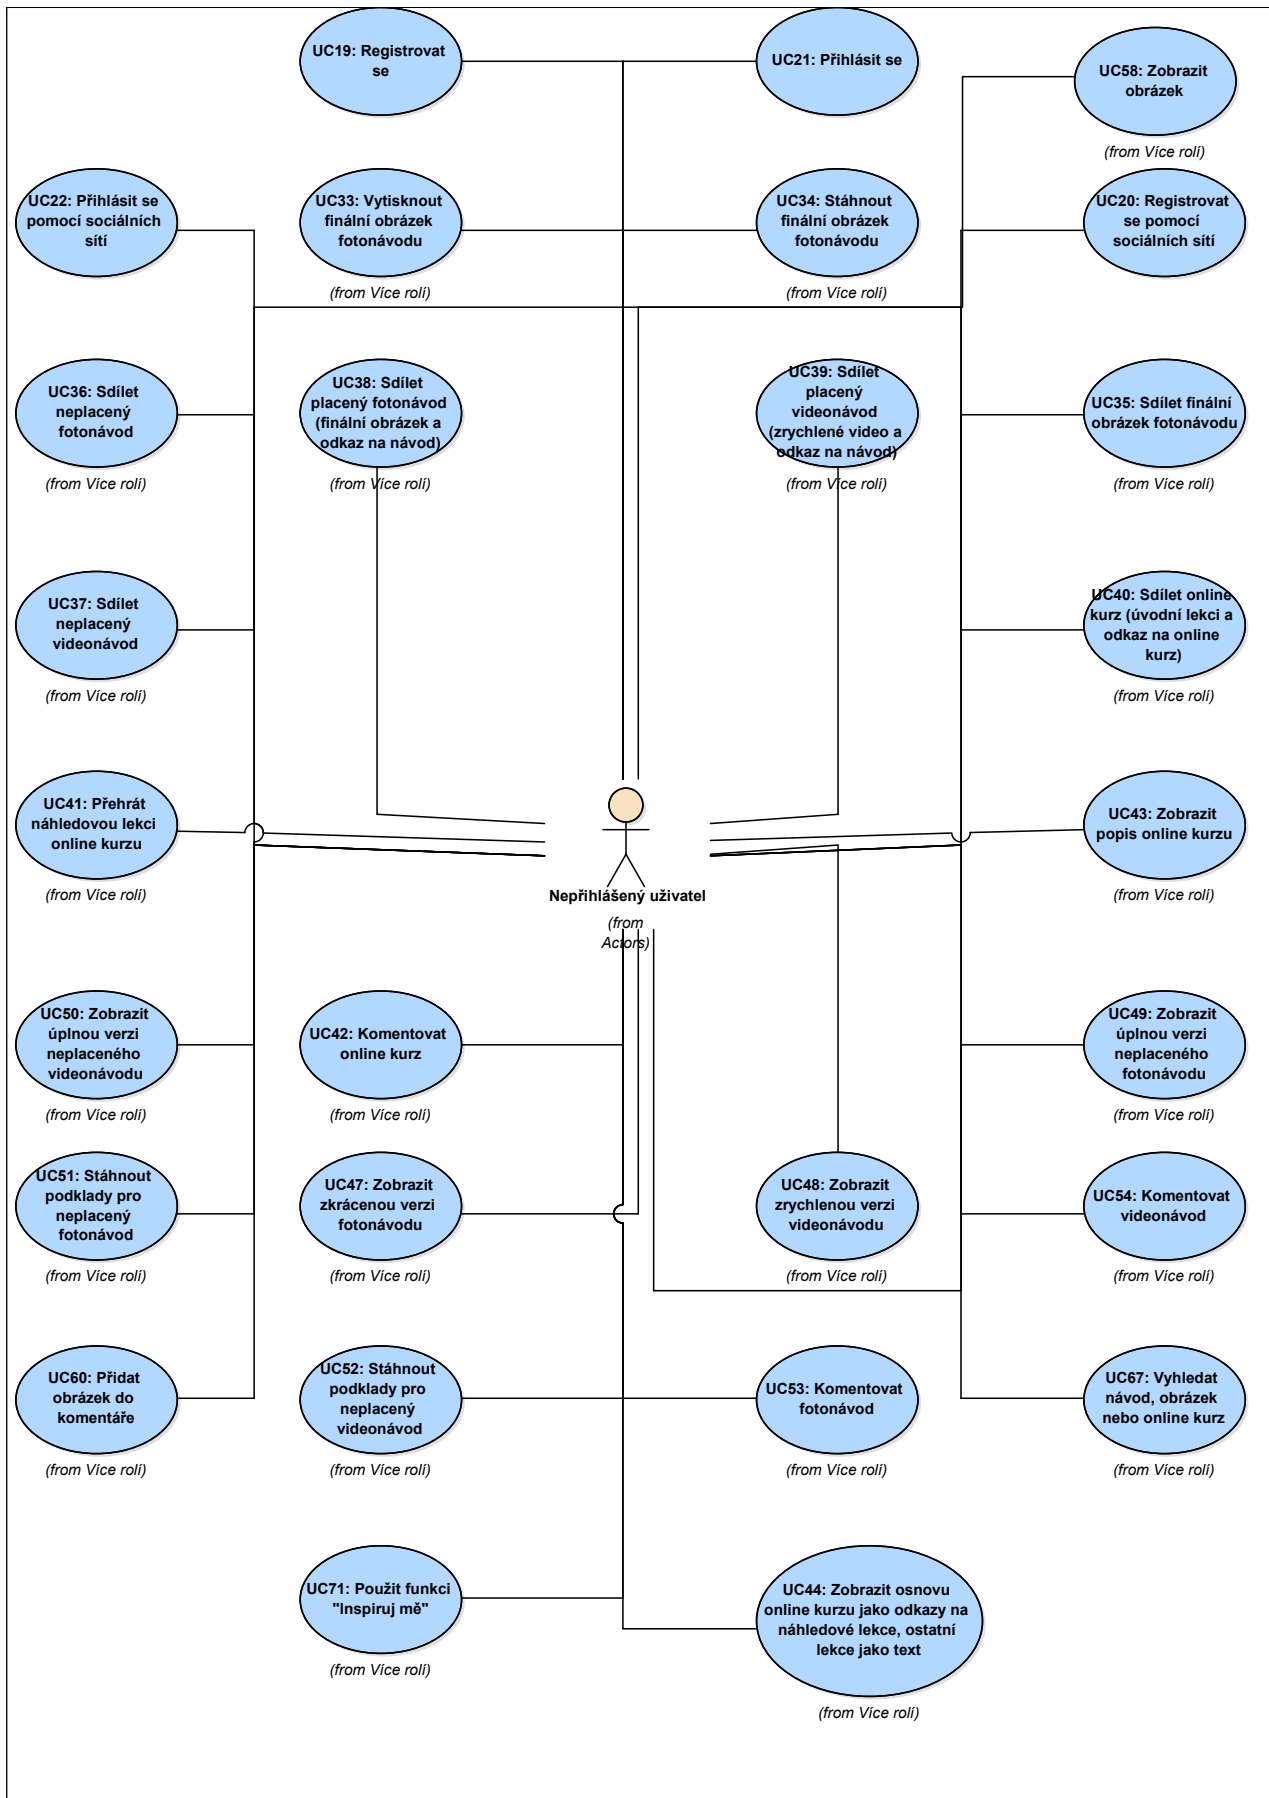 UC19: Registrovat
se
UC21: Přihlásit se
UC58: Zobrazit
obrázek
(from Více rolí)
UC22: Přihlásit se
pomocí sociálních
sítí
UC33: Vytisknout
finální obrázek
fotonávodu
(from Více rolí)
UC34: Stáhnout
finální obrázek
fotonávodu
(from Více rolí)
UC20: Registrovat
se pomocí
sociálních sítí
UC36: Sdílet
neplacený
fotonávod
(from Více rolí)
UC38: Sdílet
placený fotonávod
(finální obrázek a
odkaz na návod)
(from Více rolí)
UC39: Sdílet
placený
videonávod
(zrychlené video a
odkaz na návod)
(from Více rolí)
UC35: Sdílet finální
obrázek fotonávodu
(from Více rolí)
UC37: Sdílet
neplacený
videonávod
(from Více rolí)
UC40: Sdílet online
kurz (úvodní lekci a
odkaz na online
kurz)
(from Více rolí)
UC41: Přehrát
náhledovou lekci
online kurzu
(from Více rolí)
Nepřihlášený uživatel
(from
Actors)
UC43: Zobrazit
popis online kurzu
(from Více rolí)
UC50: Zobrazit
úplnou verzi
neplaceného
videonávodu
(from Více rolí)
UC42: Komentovat
online kurz
(from Více rolí)
UC49: Zobrazit
úplnou verzi
neplaceného
fotonávodu
(from Více rolí)
UC51: Stáhnout
podklady pro
neplacený
fotonávod
(from Více rolí)
UC47: Zobrazit
zkrácenou verzi
fotonávodu
(from Více rolí)
UC48: Zobrazit
zrychlenou verzi
videonávodu
(from Více rolí)
UC54: Komentovat
videonávod
(from Více rolí)
UC60: Přidat
obrázek do
komentáře
(from Více rolí)
UC52: Stáhnout
podklady pro
neplacený
videonávod
(from Více rolí)
UC53: Komentovat
fotonávod
(from Více rolí)
UC67: Vyhledat
návod, obrázek
nebo online kurz
(from Více rolí)
UC71: Použit funkci
"Inspiruj mě"
(from Více rolí)
UC44: Zobrazit osnovu
online kurzu jako odkazy na
náhledové lekce, ostatní
lekce jako text
(from Více rolí)